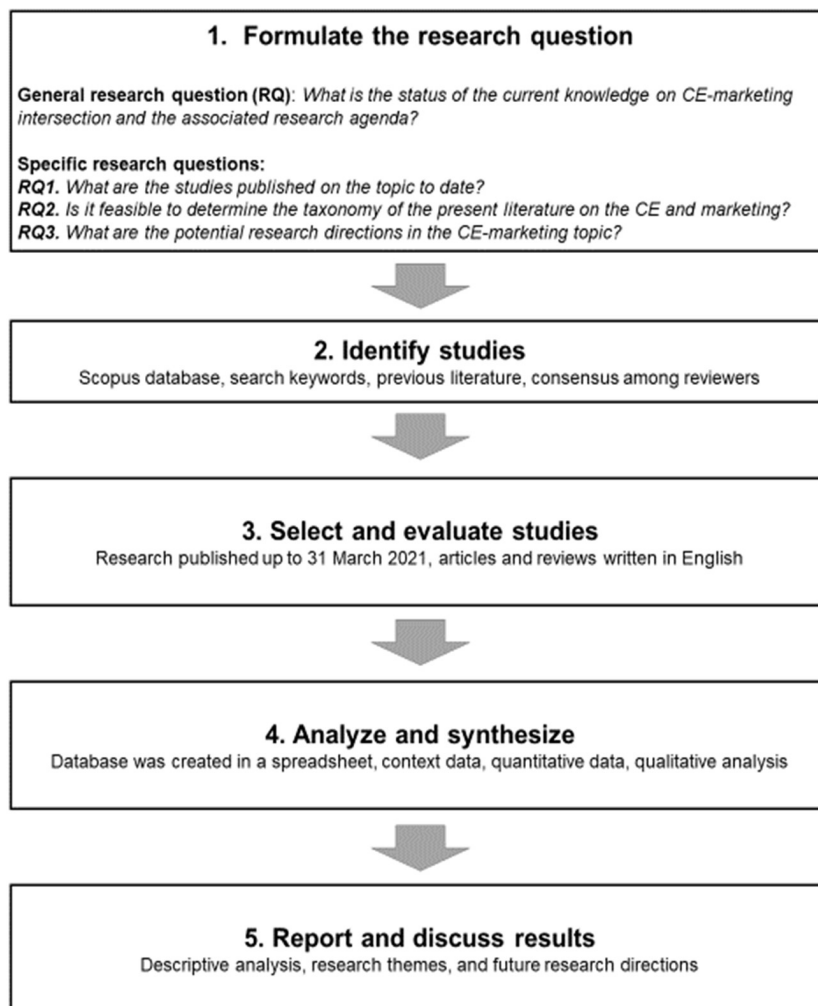 1. Formulate the research question
General research question (RQ): What is the status of the current knowledge on CE-marketing
intersection and the associated research agenda?
Specific research questions:
RQ1. What are the studies published on the topic to date?
RQ2. Is it feasible to determine the taxonomy of the present literature on the CE and marketing?
RQ3. What are the potential research directions in the CE-marketing topic?
2. Identify studies
Scopus database, search keywords, previous literature, consensus among reviewers
3. Select and evaluate studies
Research published up to 31 March 2021, articles and reviews written in English
4. Analyze and synthesize
Database was created in a spreadsheet, context data, quantitative data, qualitative analysis
5. Report and discuss results
Descriptive analysis, research themes, and future research directions